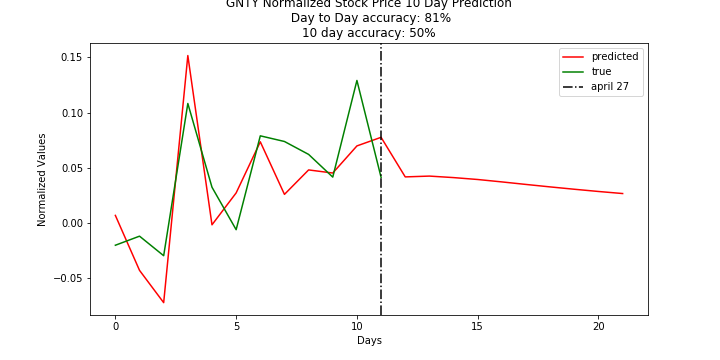 GNTY Normalized Stock Price 10 Day Prediction
Day to Day accuracy: 81%
10 day accuracy: 50%
predicted
true
april 27
0.15
0.10
0.05
0.00
−0.05
Normalized Values
0
5
10
15
20
Days